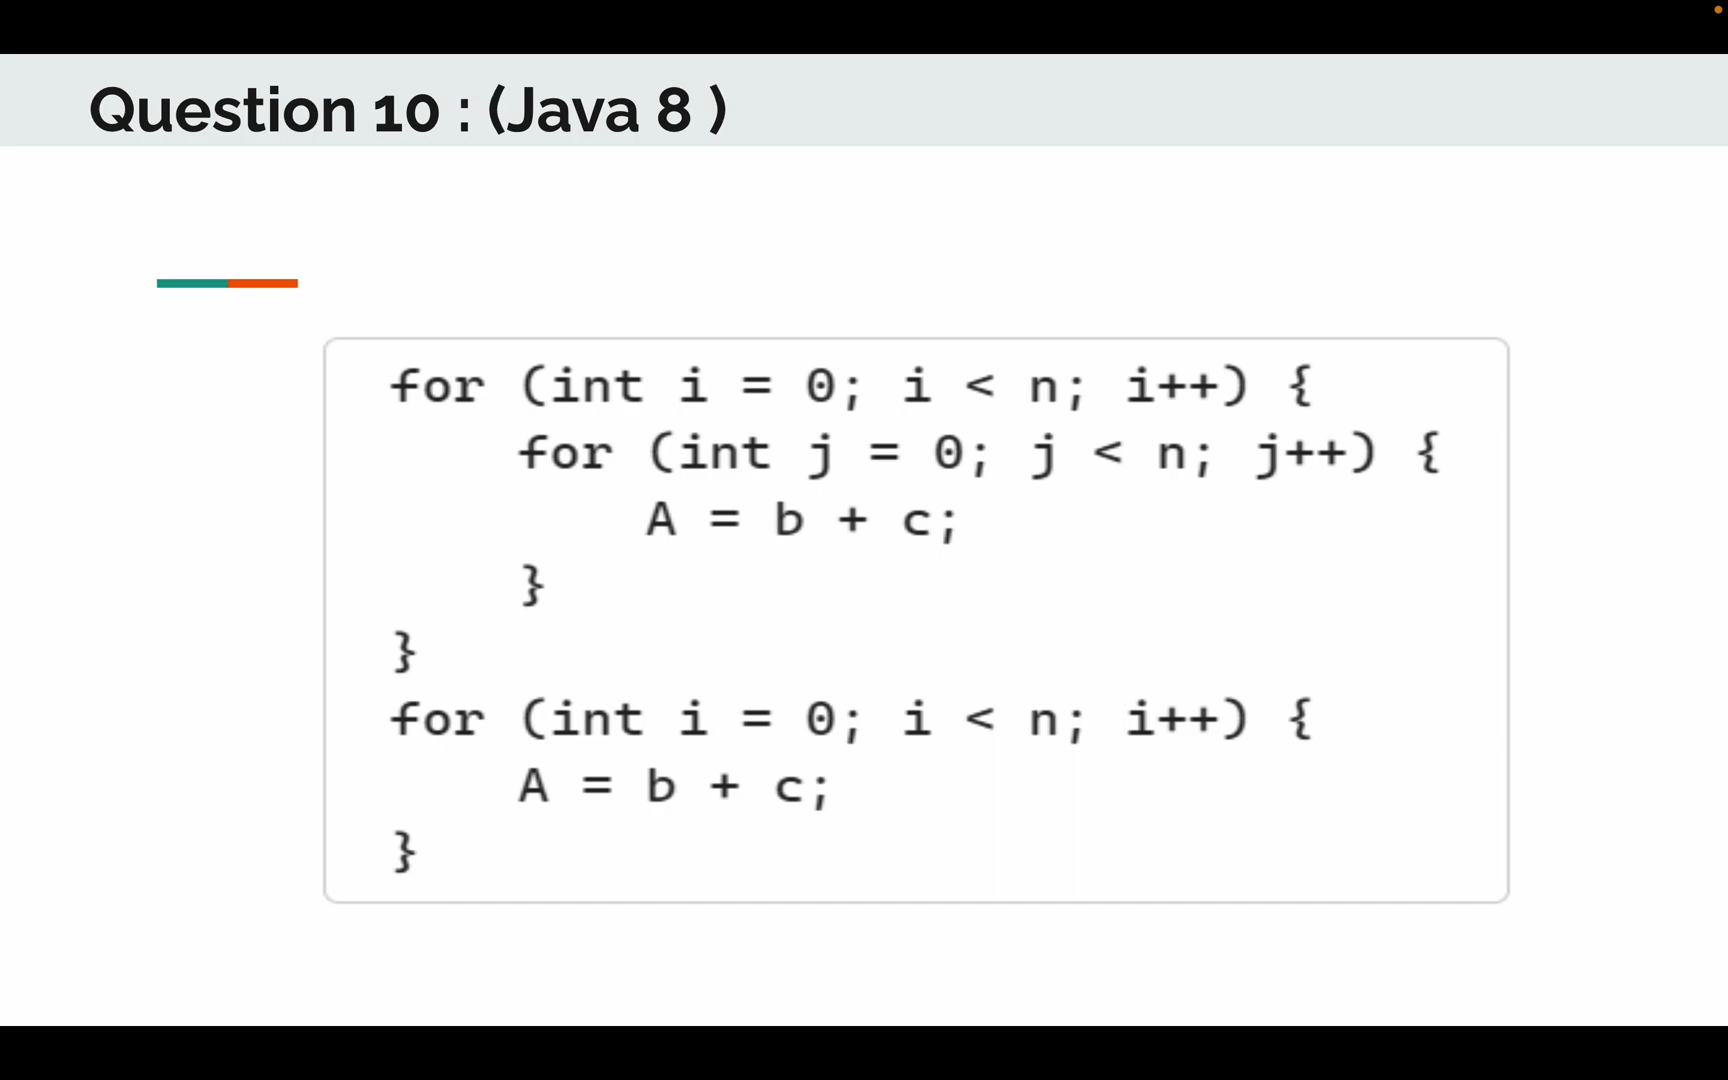 Question 10 : (Java 8 )
for (int i = 0; i < n; i++) {
    for (int j = 0; j < n; j++) {
        A = b + c;
    }
}
for (int i = 0; i < n; i++) {
    A = b + c;
}